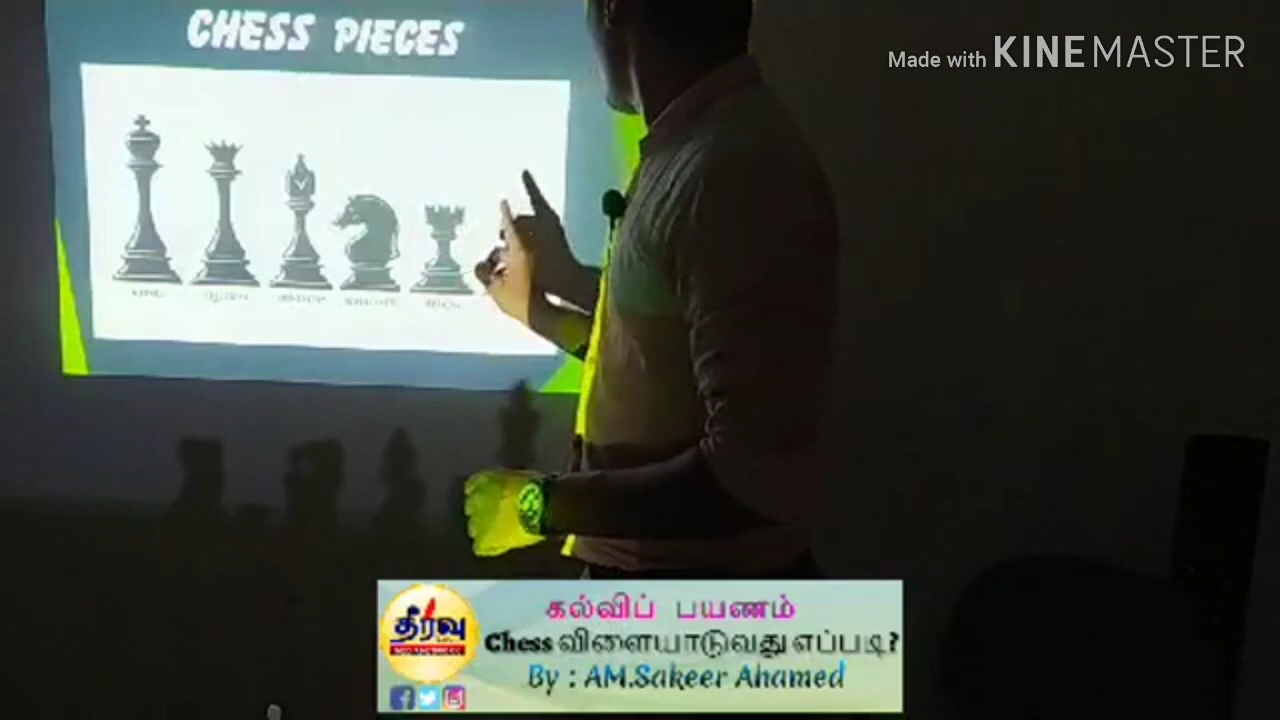 CHESS PIECES
Made with KINEMASTER
தீர்வு
கல்விப் பயணம்
Chess விளையாடுவது எப்படி?
By : AM.Sakeer Ahamed